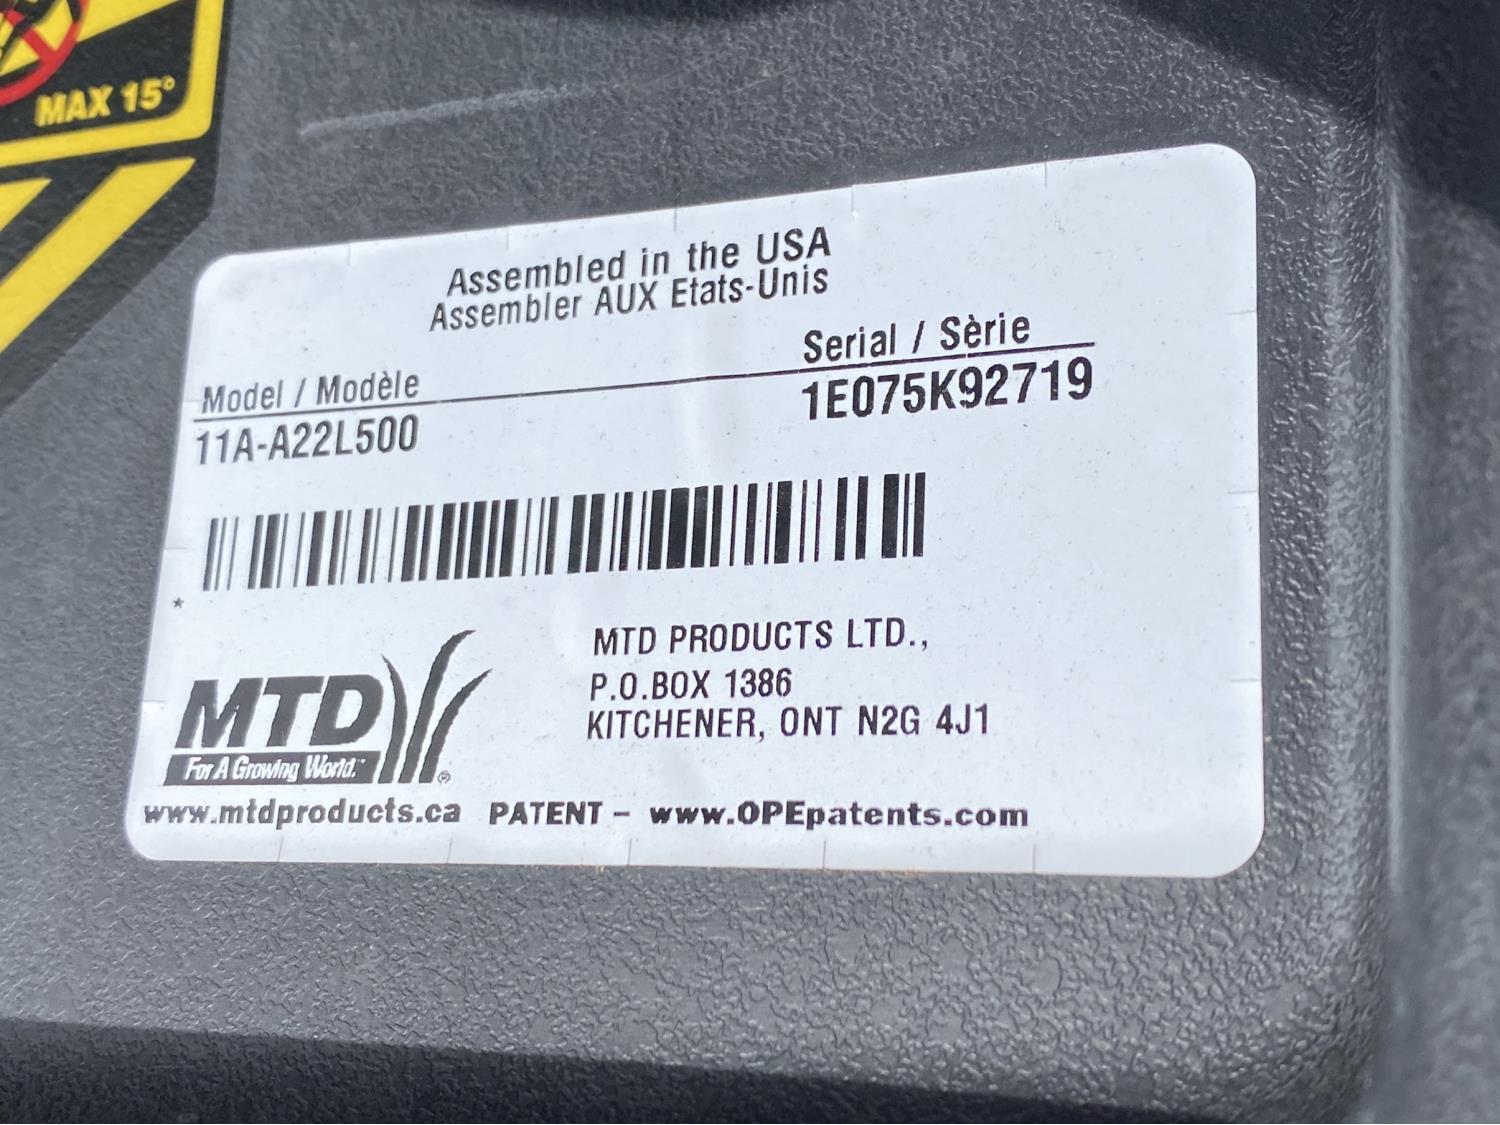 MAX 15°
Assembled in the USA
Assembler AUX Etats-Unis
Model / Modèle
Serial / Sèrie
11A-A22L500
1E075K92719
*
MTD
For A Growing World.™
®
MTD PRODUCTS LTD.,
P.O.BOX 1386
KITCHENER, ONT N2G 4J1
www.mtdproducts.ca PATENT – www.OPEpatents.com